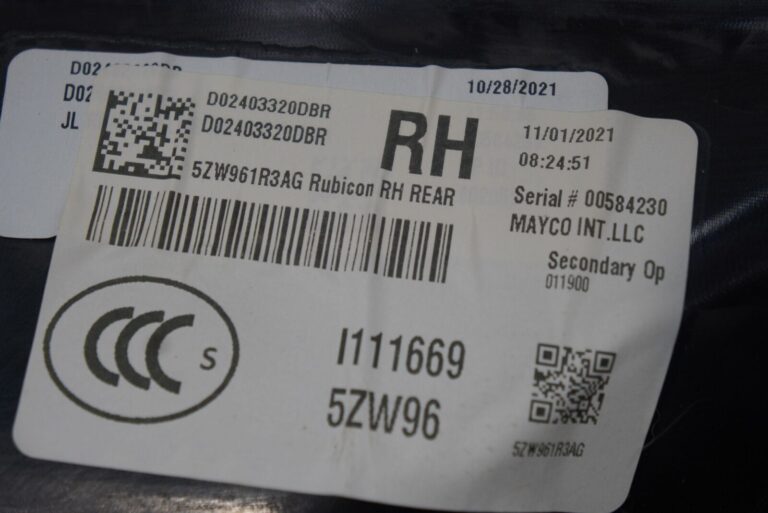 10/28/2021
D02
JL
D02403320DBR
D02403320DBR
RH
11/01/2021
08:24:51
5ZW961R3AG Rubicon RH REAR
Serial # 00584230
MAYCO INT.LLC
Secondary Op
011900
CCC S
I111669
5ZW96
5ZW961R3AG